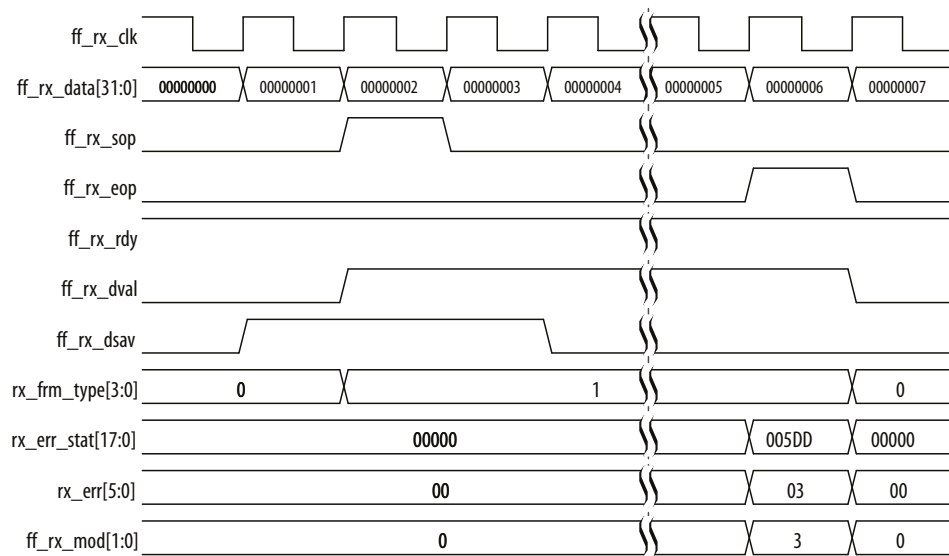 ff_rx_clk
ff_rx_data[31:0] 00000000 00000001 00000002 00000003 00000004 00000005 00000006 00000007
ff_rx_sop
ff_rx_eop
ff_rx_rdy
ff_rx_dval
ff_rx_dsav
rx_frm_type[3:0] 0 1 0
rx_err_stat[17:0] 00000 005DD 00000
rx_err[5:0] 00 03 00
ff_rx_mod[1:0] 0 3 0